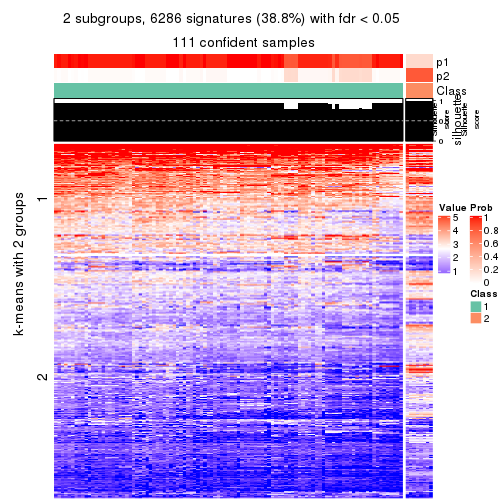 2 subgroups, 6286 signatures (38.8%) with fdr < 0.05
111 confident samples
p1
p2
Class
1
0
silhouette
Silhouette
score
k-means with 2 groups
1
2
Value
5
4
3
2
1
Prob
1
0.8
0.6
0.4
0.2
0
Class
1
2